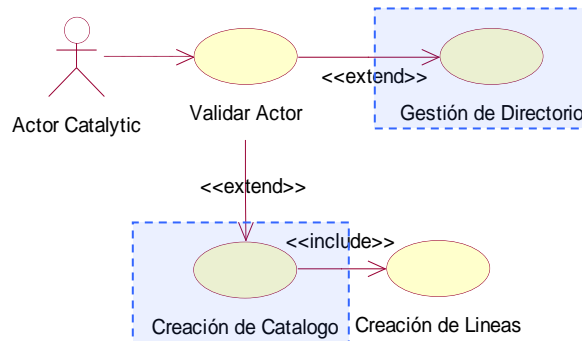 <<extend>>
Actor Catalytic
Validar Actor
Gestión de Directorio
<<extend>>
<<include>>
Creación de Catalogo
Creación de Lineas